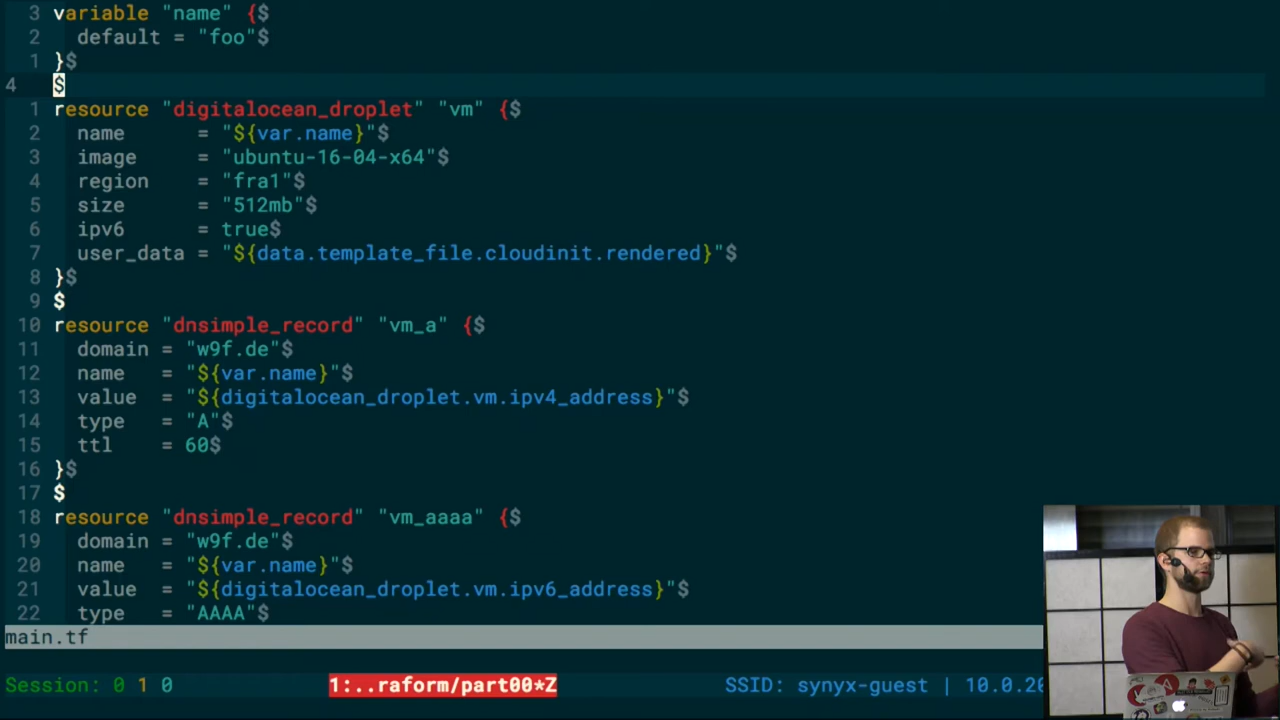 3 variable "name" {$
2   default = "foo"$
1 }$
4 $
1 resource "digitalocean_droplet" "vm" {$
2   name      = "${var.name}"$
3   image     = "ubuntu-16-04-x64"$
4   region    = "fra1"$
5   size      = "512mb"$
6   ipv6      = true$
7   user_data = "${data.template_file.cloudinit.rendered}"$
8 }$
9 $
10 resource "dnsimple_record" "vm_a" {$
11   domain = "w9f.de"$
12   name   = "${var.name}"$
13   value  = "${digitalocean_droplet.vm.ipv4_address}"$
14   type   = "A"$
15   ttl    = 60$
16 }$
17 $
18 resource "dnsimple_record" "vm_aaaa" {$
19   domain = "w9f.de"$
20   name   = "${var.name}"$
21   value  = "${digitalocean_droplet.vm.ipv6_address}"$
22   type   = "AAAA"$
main.tf
Session: 0 1 0 1:..raform/part00*Z SSID: synyx-guest | 10.0.20